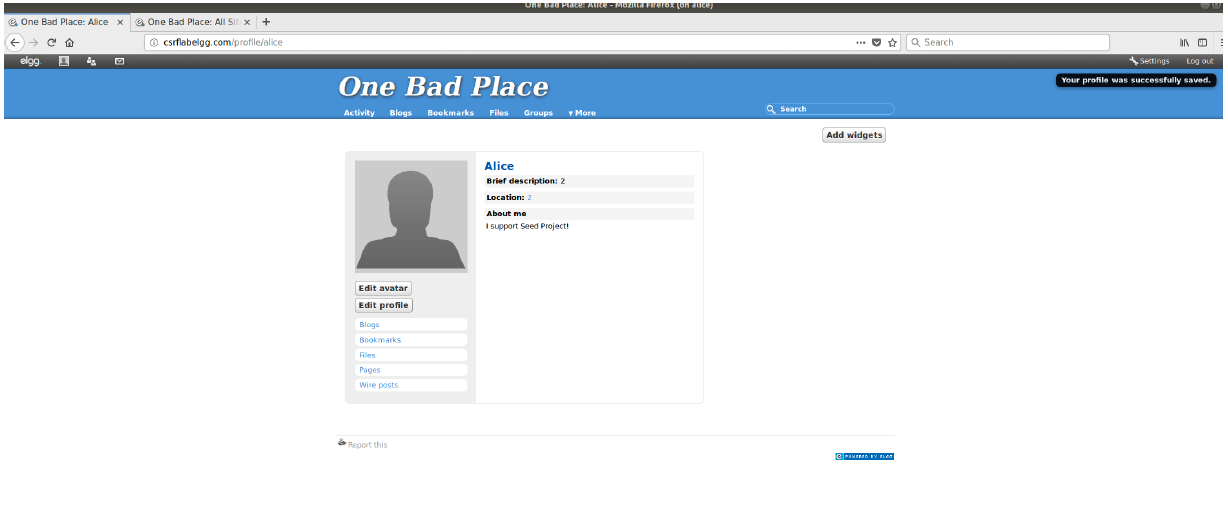 One Bad Place: Alice - Mozilla Firefox (on alice)
One Bad Place: Alice
One Bad Place: All Sit
csrflabelgg.com/profile/alice
Search
elgg
Settings
Log out
One Bad Place
Your profile was successfully saved.
Activity
Blogs
Bookmarks
Files
Groups
▾ More
Search
Add widgets
Alice
Brief description: 2
Location: 2
About me
I support Seed Project!
Edit avatar
Edit profile
Blogs
Bookmarks
Files
Pages
Wire posts
Report this
POWERED BY ELGG